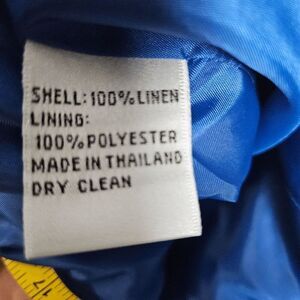 SHELL: 100% LINEN
LINING:
100% POLYESTER
MADE IN THAILAND
DRY CLEAN